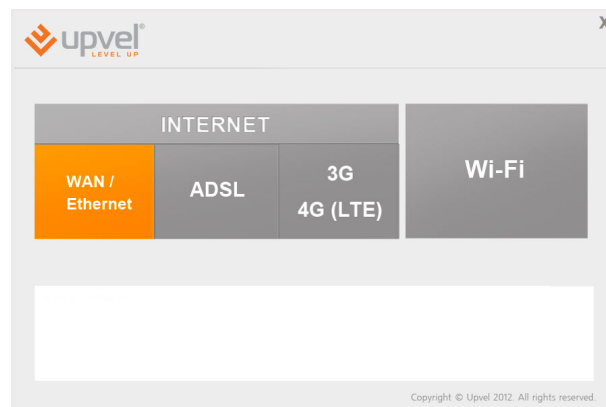 upvel®
LEVEL UP
X
INTERNET
WAN /
Ethernet
ADSL
3G
4G (LTE)
Wi-Fi
Copyright © Upvel 2012. All rights reserved.